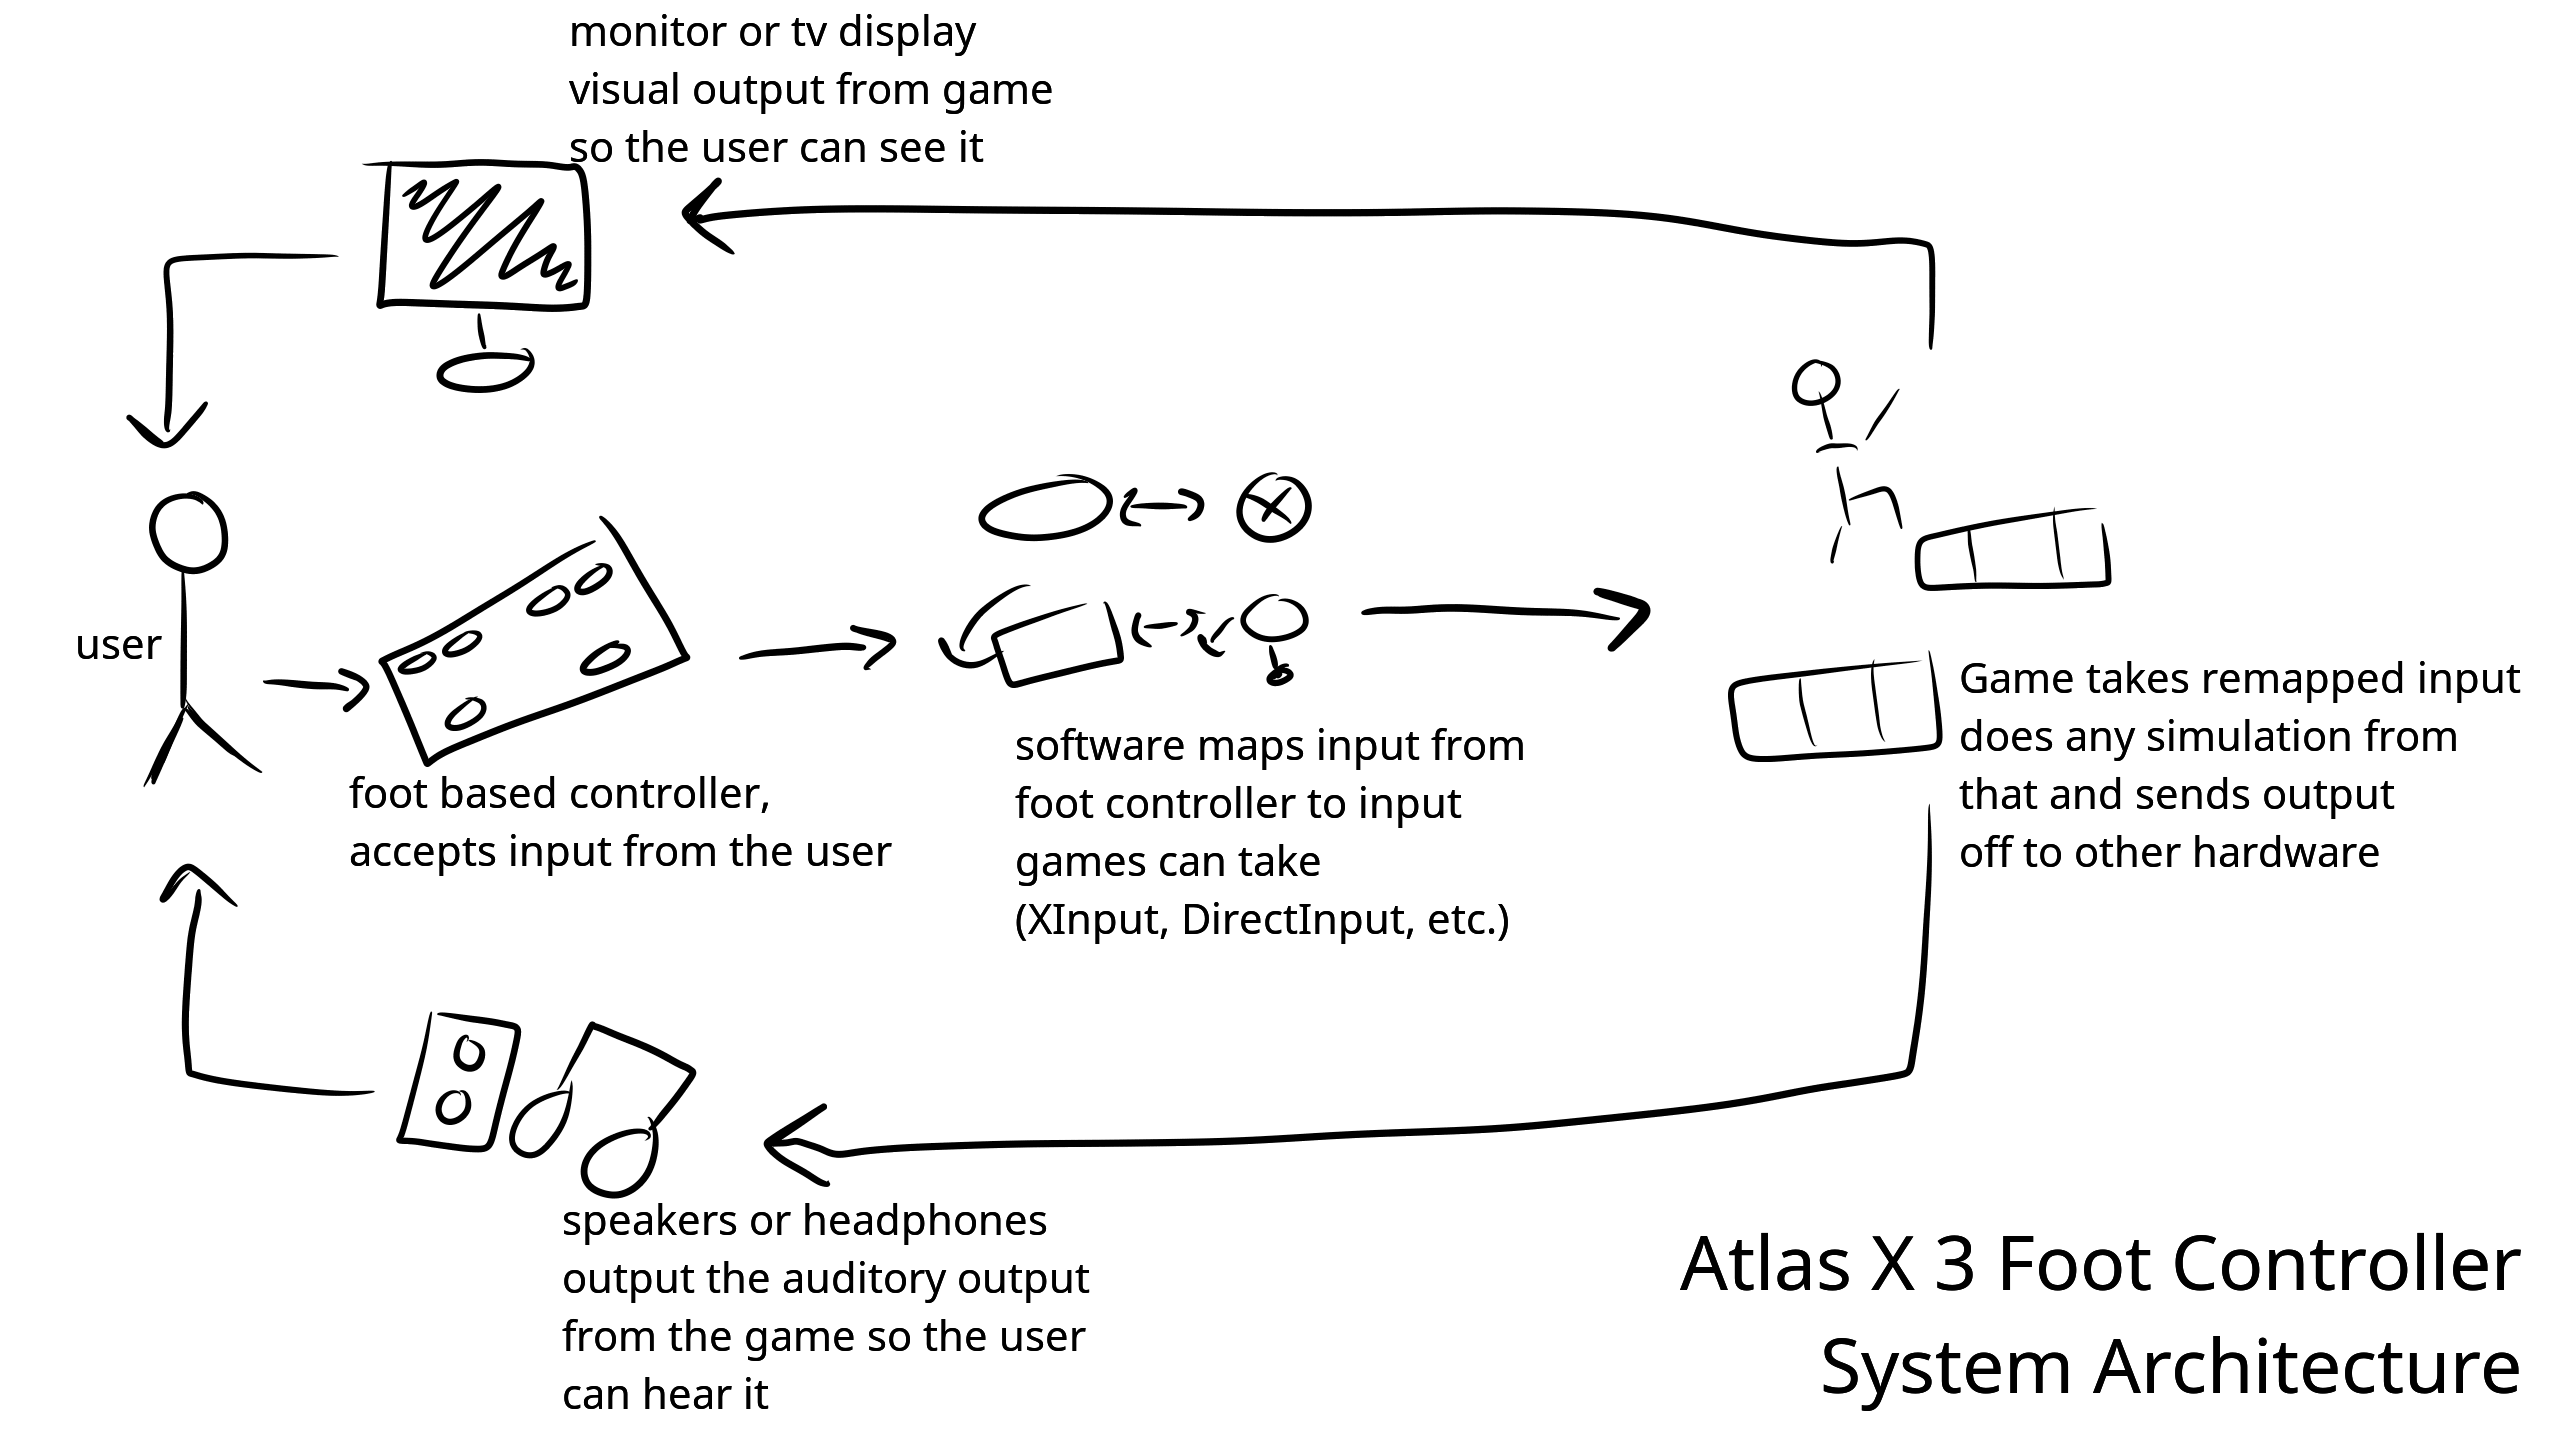 monitor or tv display
visual output from game
so the user can see it
user
foot based controller,
accepts input from the user
software maps input from
foot controller to input
games can take
(XInput, DirectInput, etc.)
Game takes remapped input
does any simulation from
that and sends output
off to other hardware
speakers or headphones
output the auditory output
from the game so the user
can hear it
Atlas X 3 Foot Controller
System Architecture